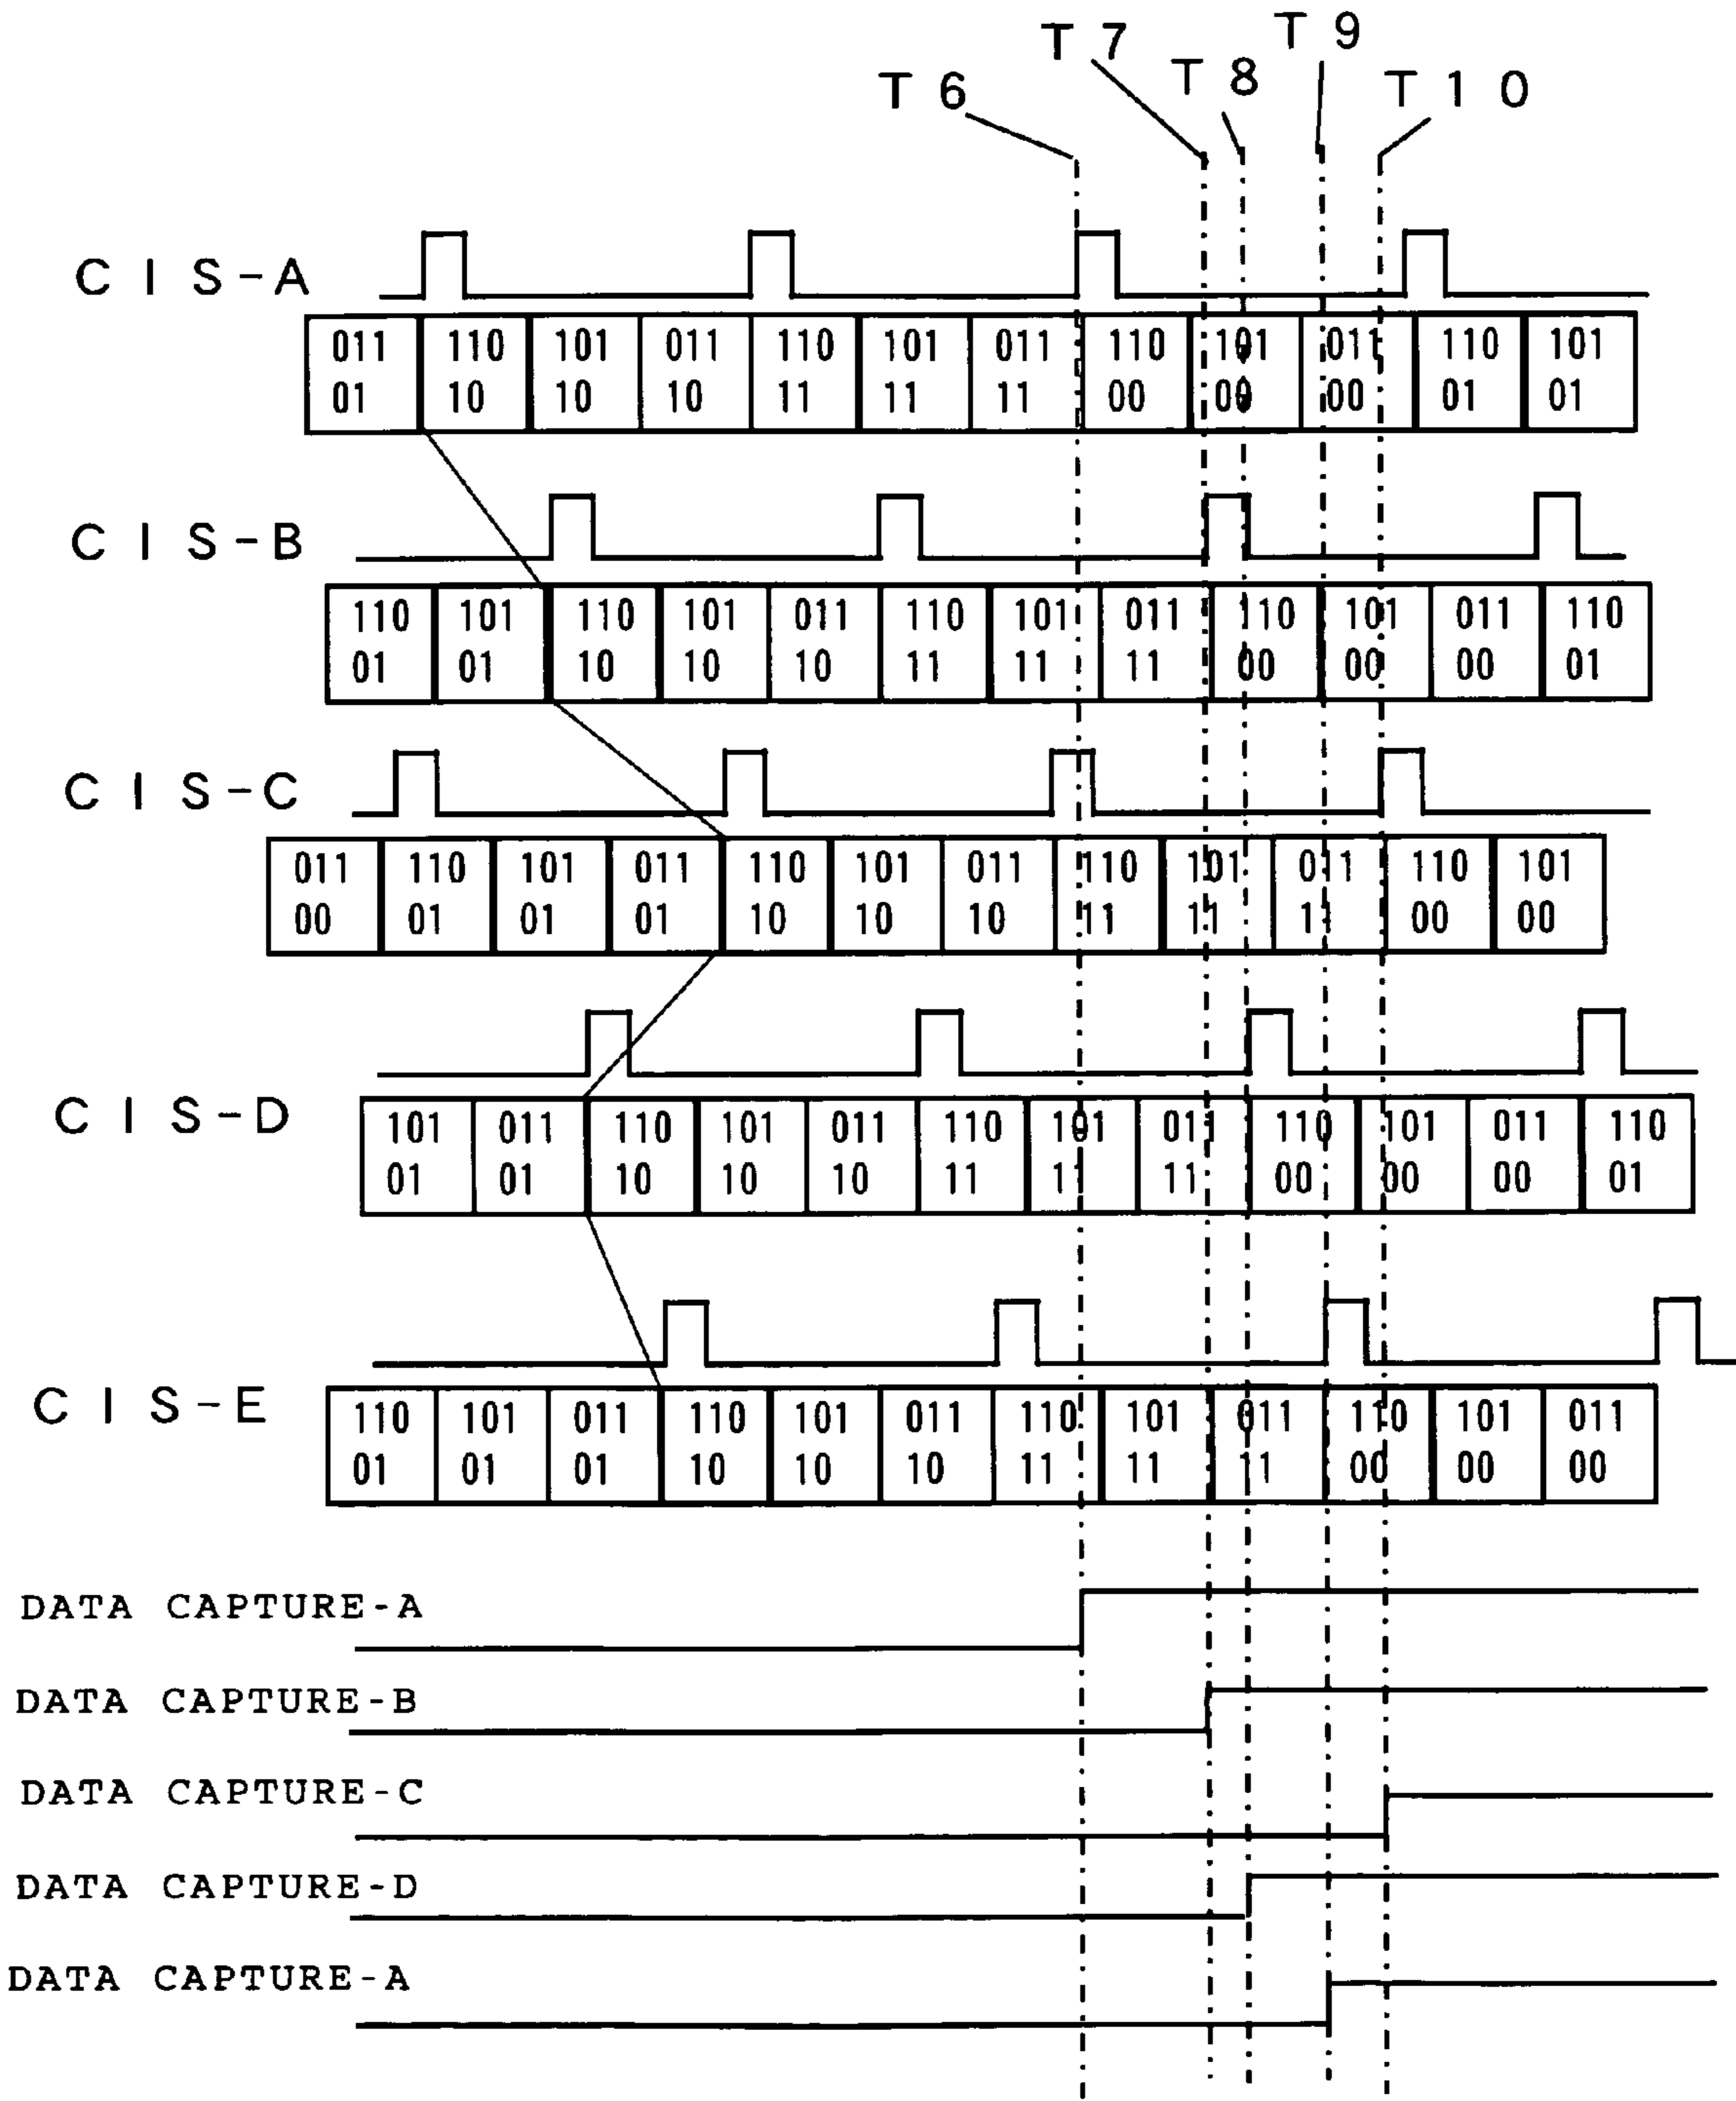 T 7
T 9
T 8
T 6
T 1 0
C I S-A
011 110 101 011 110 101 011 110 101 011 110 101
01 10 10 10 11 11 11 00 00 00 01 01
C I S-B
110 101 110 101 011 110 101 011 110 101 011 110
01 01 10 10 10 11 11 11 00 00 00 01
C I S-C
011 110 101 011 110 101 011 110 101 011 110 101
00 01 01 01 10 10 10 11 11 11 00 00
C I S-D
101 011 110 101 011 110 101 011 110 101 011 110
01 01 10 10 10 11 11 11 00 00 00 01
C I S-E
110 101 011 110 101 011 110 101 011 110 101 011
01 01 01 10 10 10 11 11 11 00 00 00
DATA CAPTURE-A
DATA CAPTURE-B
DATA CAPTURE-C
DATA CAPTURE-D
DATA CAPTURE-A